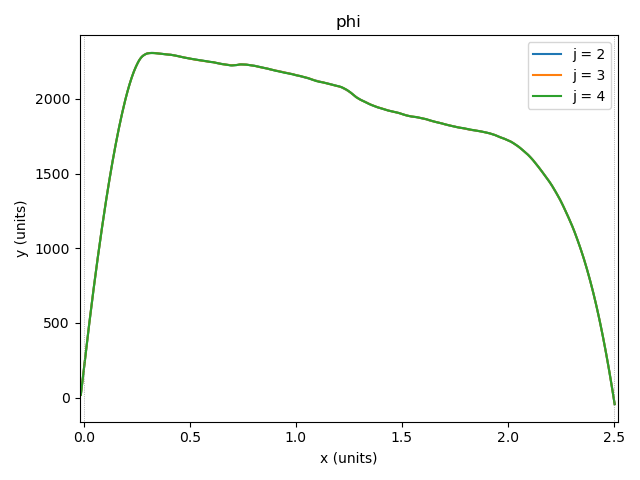 phi
j = 2
j = 3
j = 4
y (units)
2000
1500
1000
500
0
0.0 0.5 1.0 1.5 2.0 2.5
x (units)